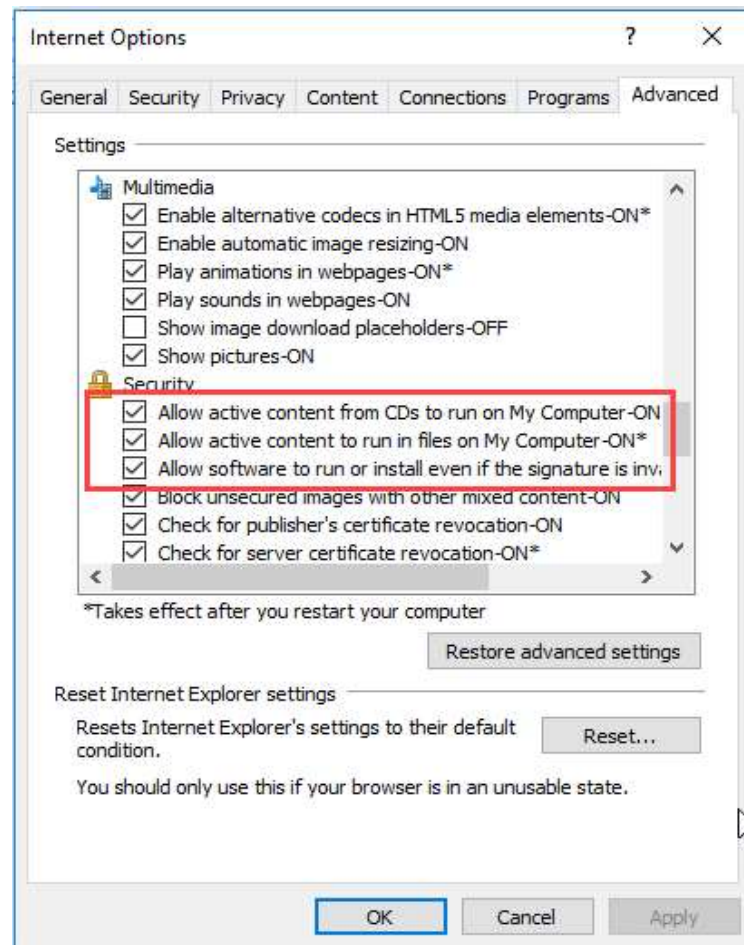 Internet Options
?
General Security Privacy Content Connections Programs Advanced
Settings
Multimedia
Enable alternative codecs in HTML5 media elements-ON*
Enable automatic image resizing-ON
Play animations in webpages-ON*
Play sounds in webpages-ON
Show image download placeholders-OFF
Show pictures-ON
Security
Allow active content from CDs to run on My Computer-ON
Allow active content to run in files on My Computer-ON*
Allow software to run or install even if the signature is
Block unsecured images with other mixed content-ON
Check for publisher's certificate revocation-ON
Check for server certificate revocation-ON*
*Takes effect after you restart your computer
Restore advanced settings
Reset Internet Explorer settings
Resets Internet Explorer's settings to their default
condition.
Reset...
You should only use this if your browser is in an unusable state.
OK Cancel Apply